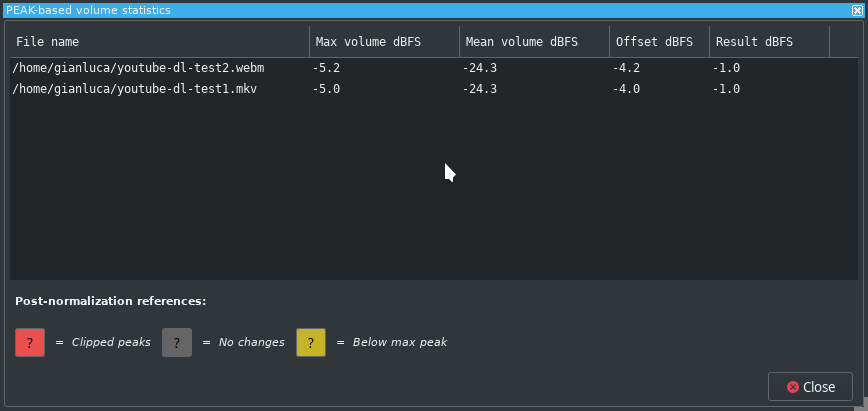 PEAK-based volume statistics
File name Max volume dBFS Mean volume dBFS Offset dBFS Result dBFS
/home/gianluca/youtube-dl-test2.webm -5.2 -24.3 -4.2 -1.0
/home/gianluca/youtube-dl-test1.mkv -5.0 -24.3 -4.0 -1.0
Post-normalization references:
? = Clipped peaks ? = No changes ? = Below max peak
Close